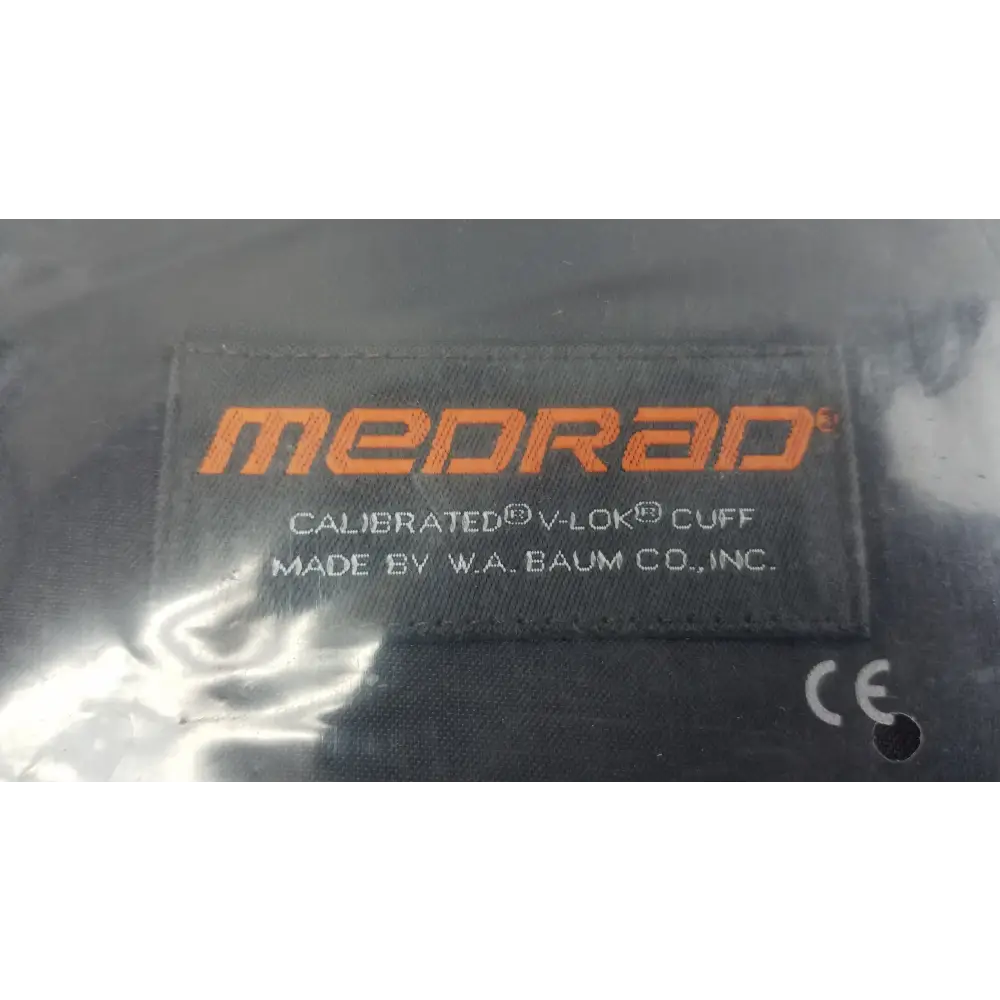 MEDRAD®
CALIBRATED® V-LOK® CUFF
MADE BY W.A. BAUM CO., INC.
CE